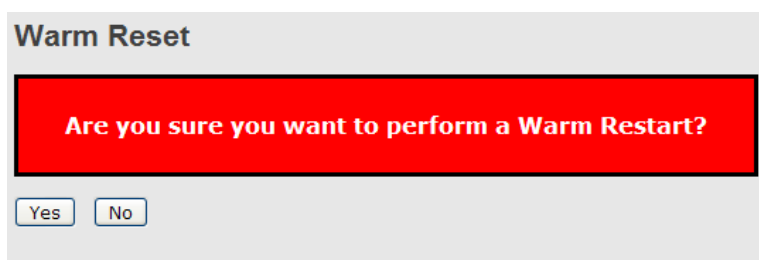 Warm Reset
Are you sure you want to perform a Warm Restart?
Yes No